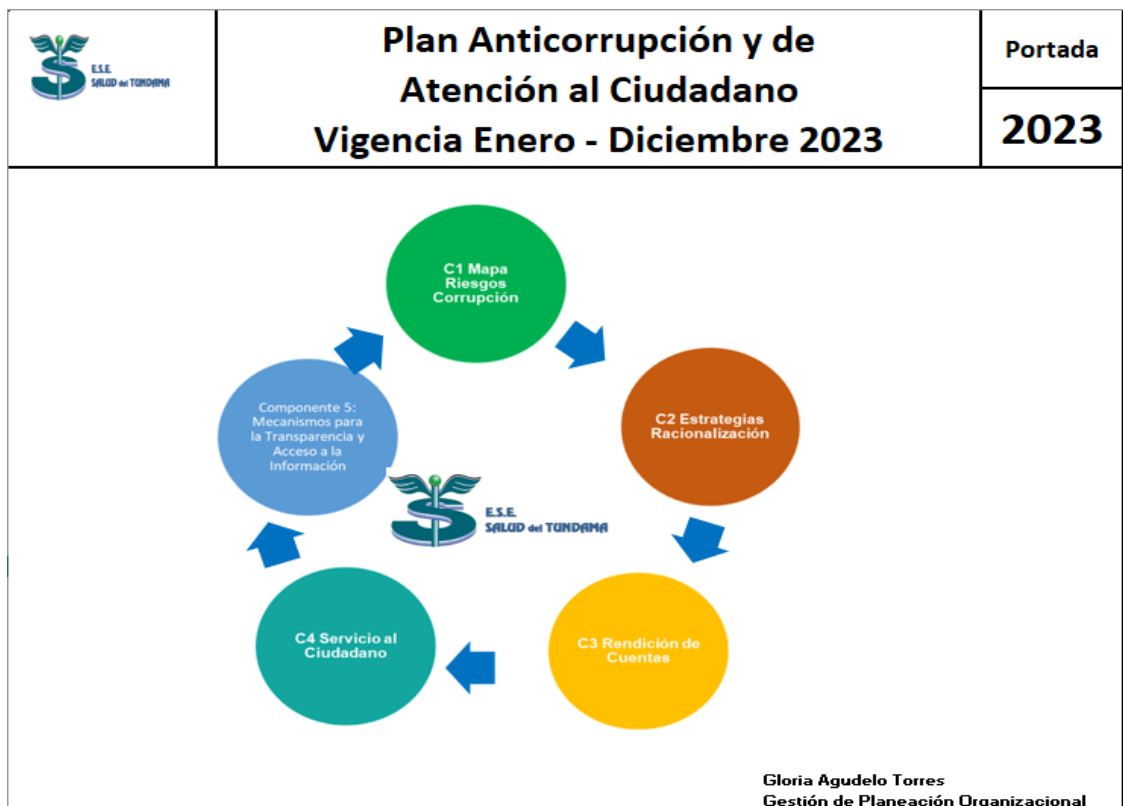 E.S.E.
SALUD del TUNDAMA
Plan Anticorrupción y de
Atención al Ciudadano
Vigencia Enero - Diciembre 2023
Portada
2023
C1 Mapa
Riesgos
Corrupción
C2 Estrategias
Racionalización
C3 Rendición de
Cuentas
C4 Servicio al
Ciudadano
Componente 5:
Mecanismos para
la Transparencia y
Acceso a la
Información
E.S.E.
SALUD del TUNDAMA
Gloria Agudelo Torres
Gestión de Planeación Organizacional